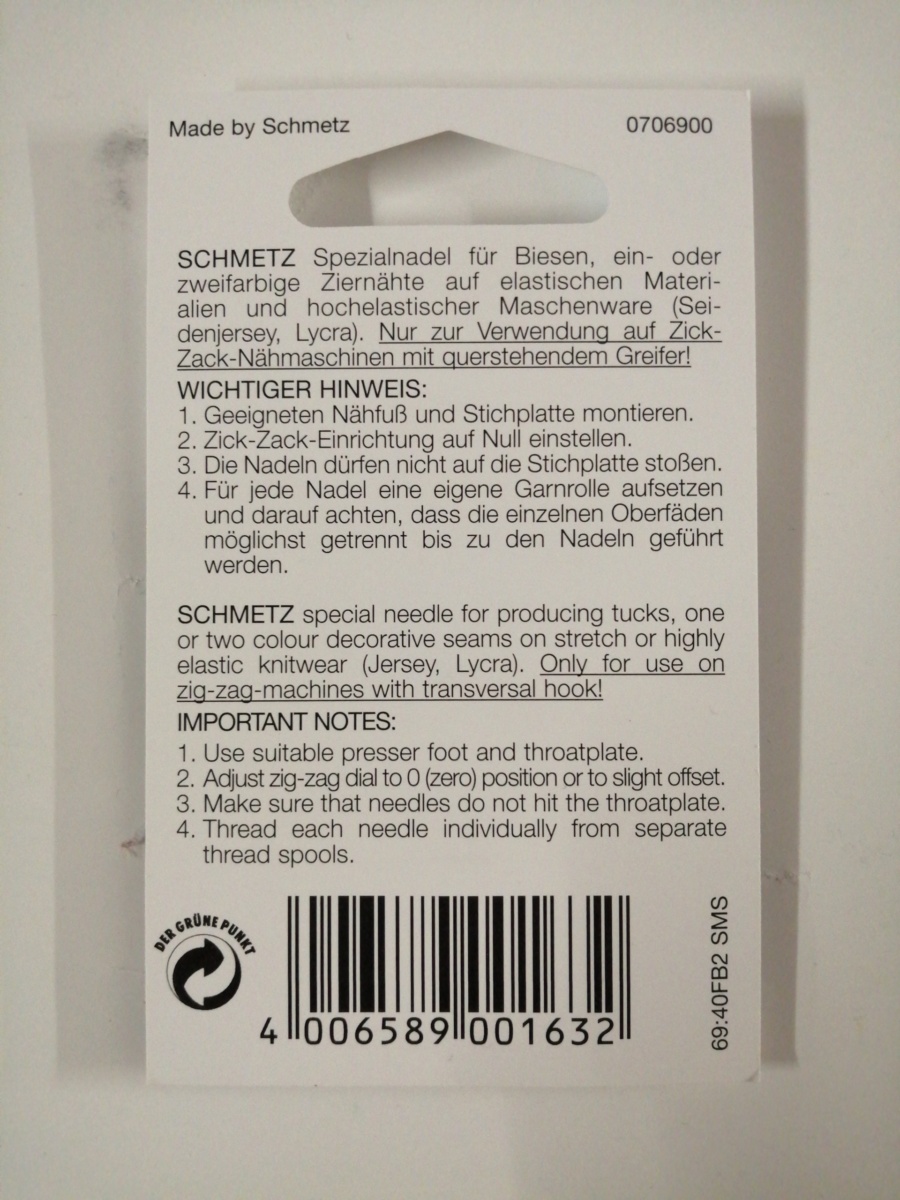 Made by Schmetz 0706900
SCHMETZ Spezialnadel für Biesen, ein- oder
zweifarbige Ziernähte auf elastischen Materi-
alien und hochelastischer Maschenware (Sei-
denjersey, Lycra). Nur zur Verwendung auf Zick-
Zack-Nähmaschinen mit querstehendem Greifer!
WICHTIGER HINWEIS:
1. Geeigneten Nähfuß und Stichplatte montieren.
2. Zick-Zack-Einrichtung auf Null einstellen.
3. Die Nadeln dürfen nicht auf die Stichplatte stoßen.
4. Für jede Nadel eine eigene Garnrolle aufsetzen
und darauf achten, dass die einzelnen Oberfäden
möglichst getrennt bis zu den Nadeln geführt
werden.
SCHMETZ special needle for producing tucks, one
or two colour decorative seams on stretch or highly
elastic knitwear (Jersey, Lycra). Only for use on
zig-zag-machines with transversal hook!
IMPORTANT NOTES:
1. Use suitable presser foot and throatplate.
2. Adjust zig-zag dial to 0 (zero) position or to slight offset.
3. Make sure that needles do not hit the throatplate.
4. Thread each needle individually from separate
thread spools.
DER GRÜNE PUNKT
4 006589 001632
69:40FB2 SMS